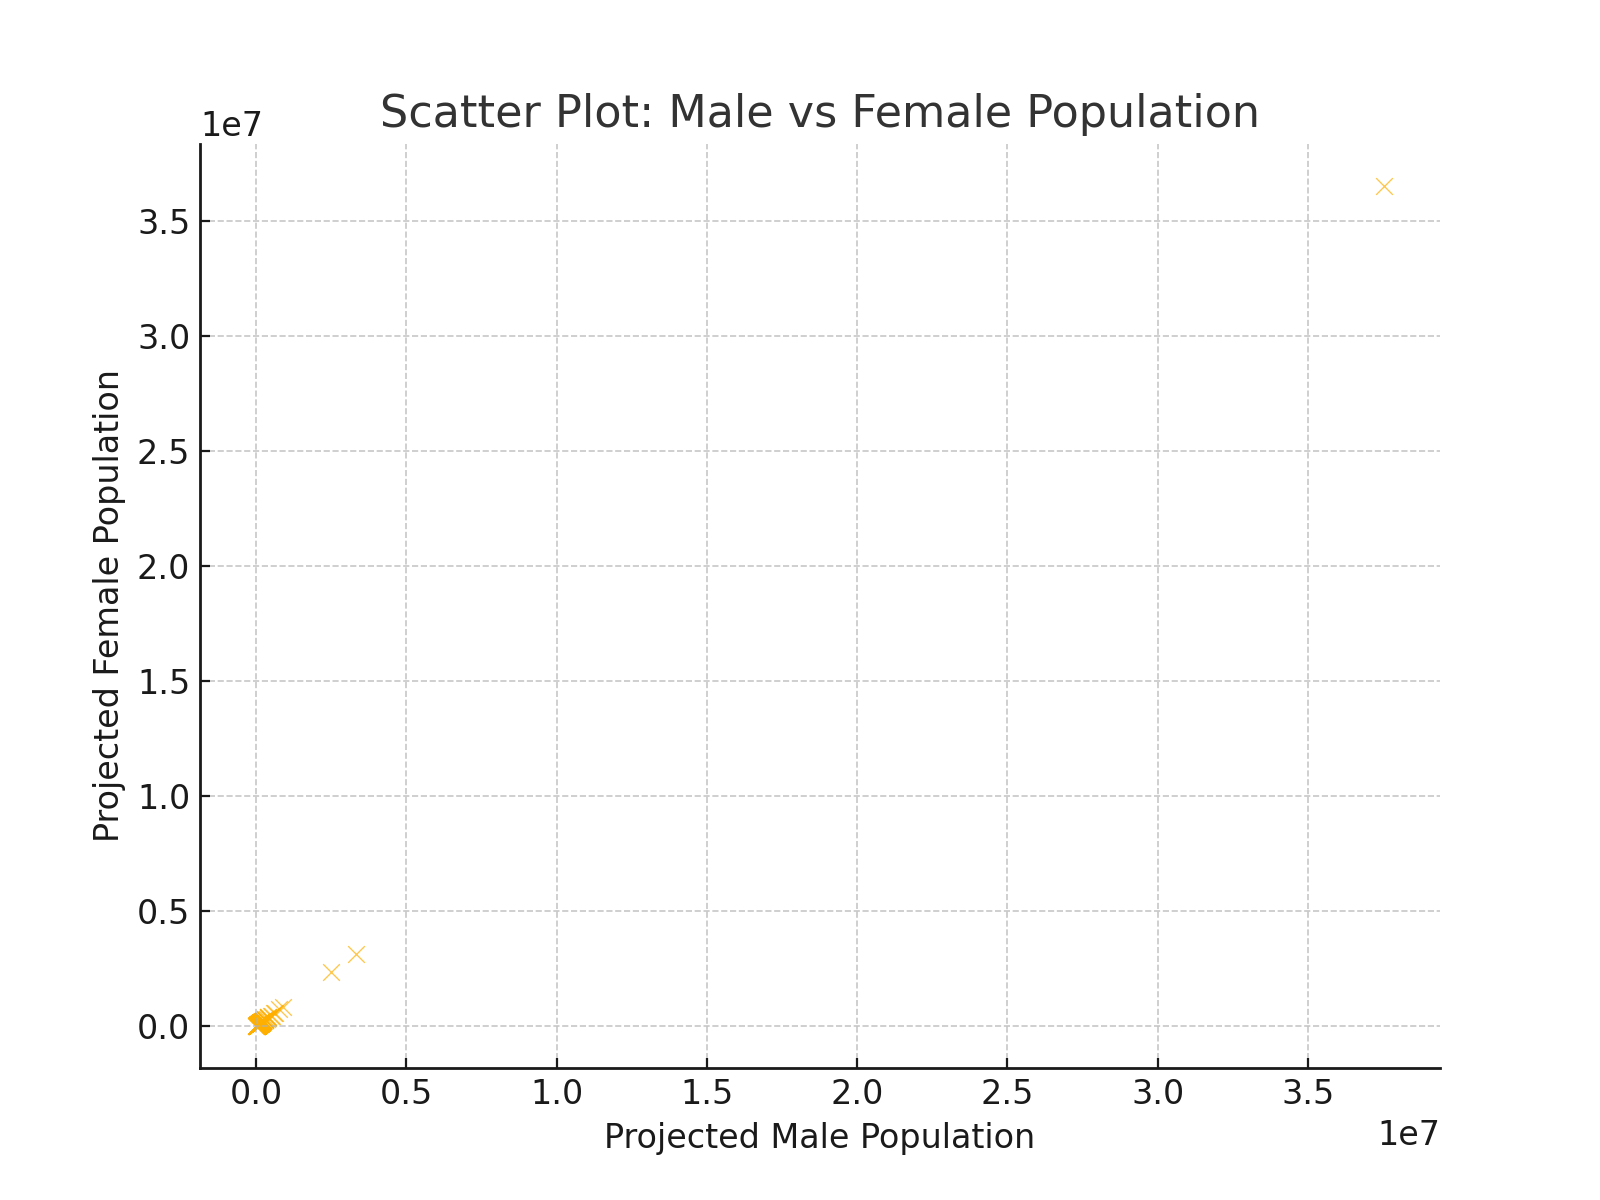 Scatter Plot: Male vs Female Population
1e7
3.5
3.0
2.5
2.0
1.5
1.0
0.5
0.0
Projected Female Population
0.0 0.5 1.0 1.5 2.0 2.5 3.0 3.5
1e7
Projected Male Population